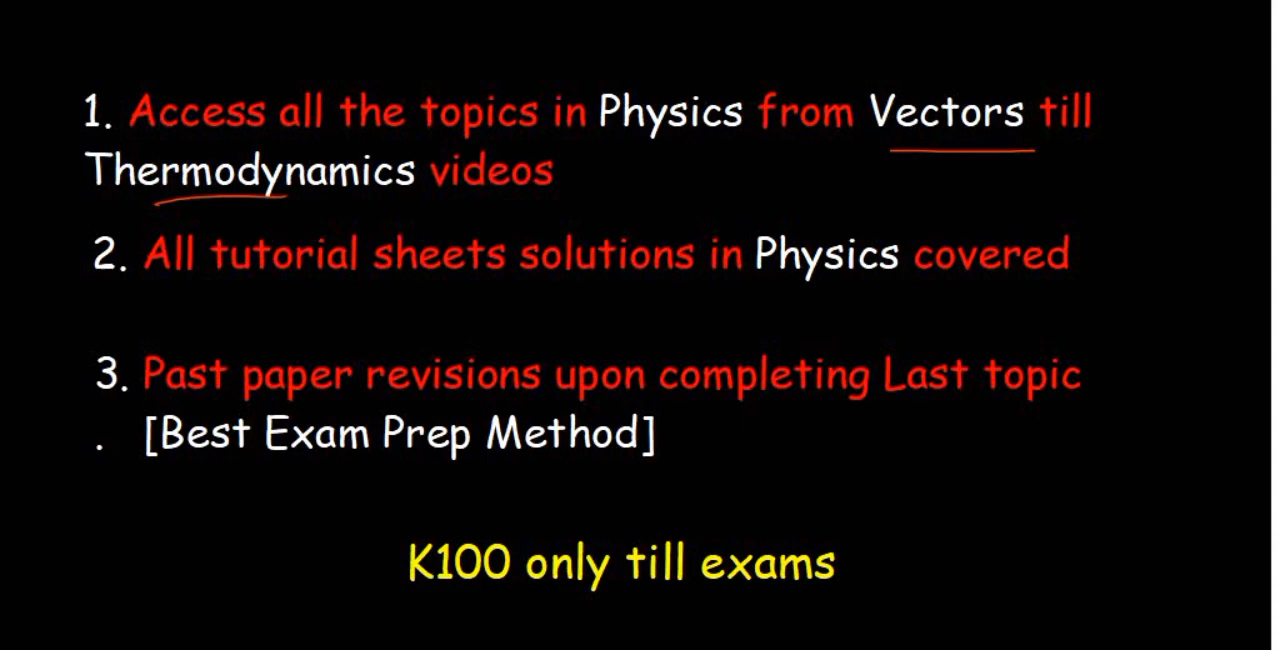 1. Access all the topics in Physics from Vectors till
Thermodynamics videos
2. All tutorial sheets solutions in Physics covered
3. Past paper revisions upon completing Last topic
. [Best Exam Prep Method]
K100 only till exams